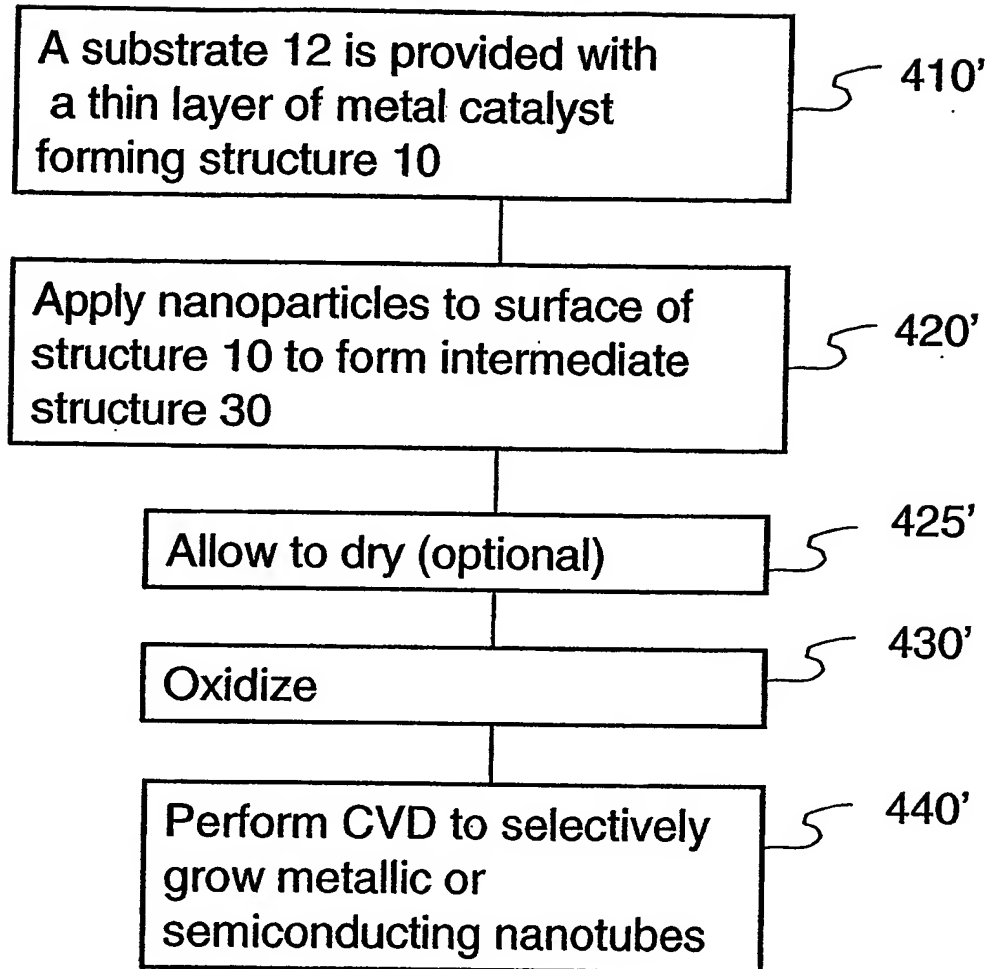 A substrate 12 is provided with
a thin layer of metal catalyst
forming structure 10
410'
Apply nanoparticles to surface of
structure 10 to form intermediate
structure 30
420'
Allow to dry (optional)
425'
Oxidize
430'
Perform CVD to selectively
grow metallic or
semiconducting nanotubes
440'